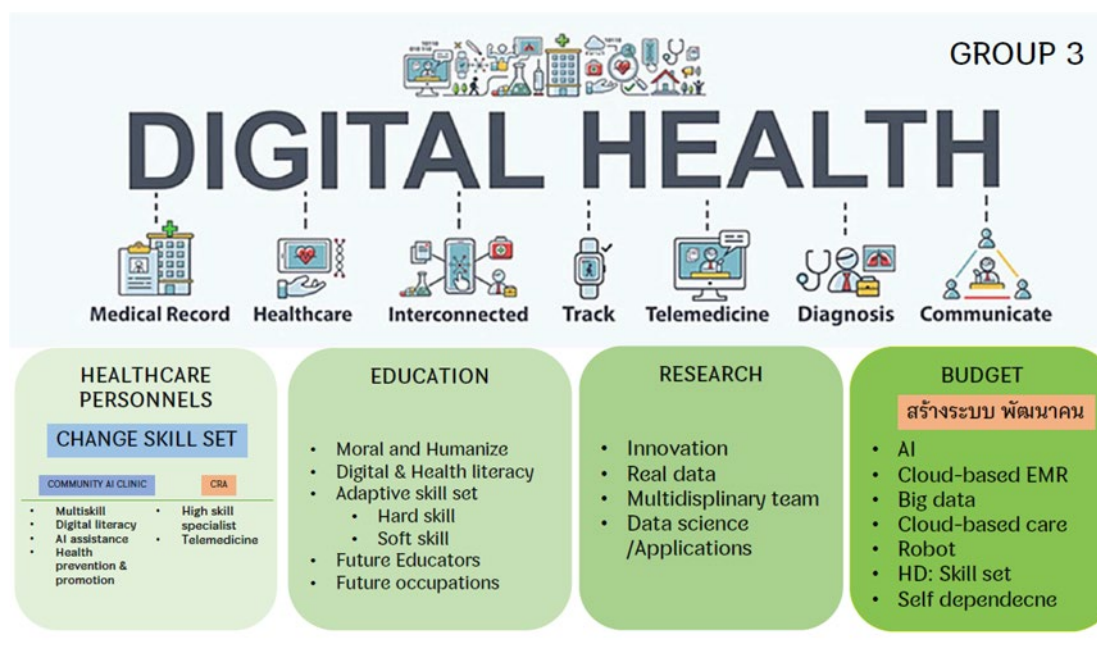 GROUP 3
DIGITAL HEALTH
Medical Record
Healthcare
Interconnected
Track
Telemedicine
Diagnosis
Communicate
HEALTHCARE
PERSONNELS
CHANGE SKILL SET
COMMUNITY AI CLINIC
• Multiskill
• Digital literacy
• AI assistance
• Health
prevention &
promotion
CRA
• High skill
specialist
• Telemedicine
EDUCATION
• Moral and Humanize
• Digital & Health literacy
• Adaptive skill set
• Hard skill
• Soft skill
• Future Educators
• Future occupations
RESEARCH
• Innovation
• Real data
• Multidisplinary team
• Data science
/Applications
BUDGET
สร้างระบบ พัฒนาคน
• AI
• Cloud-based EMR
• Big data
• Cloud-based care
• Robot
• HD: Skill set
• Self dependecne